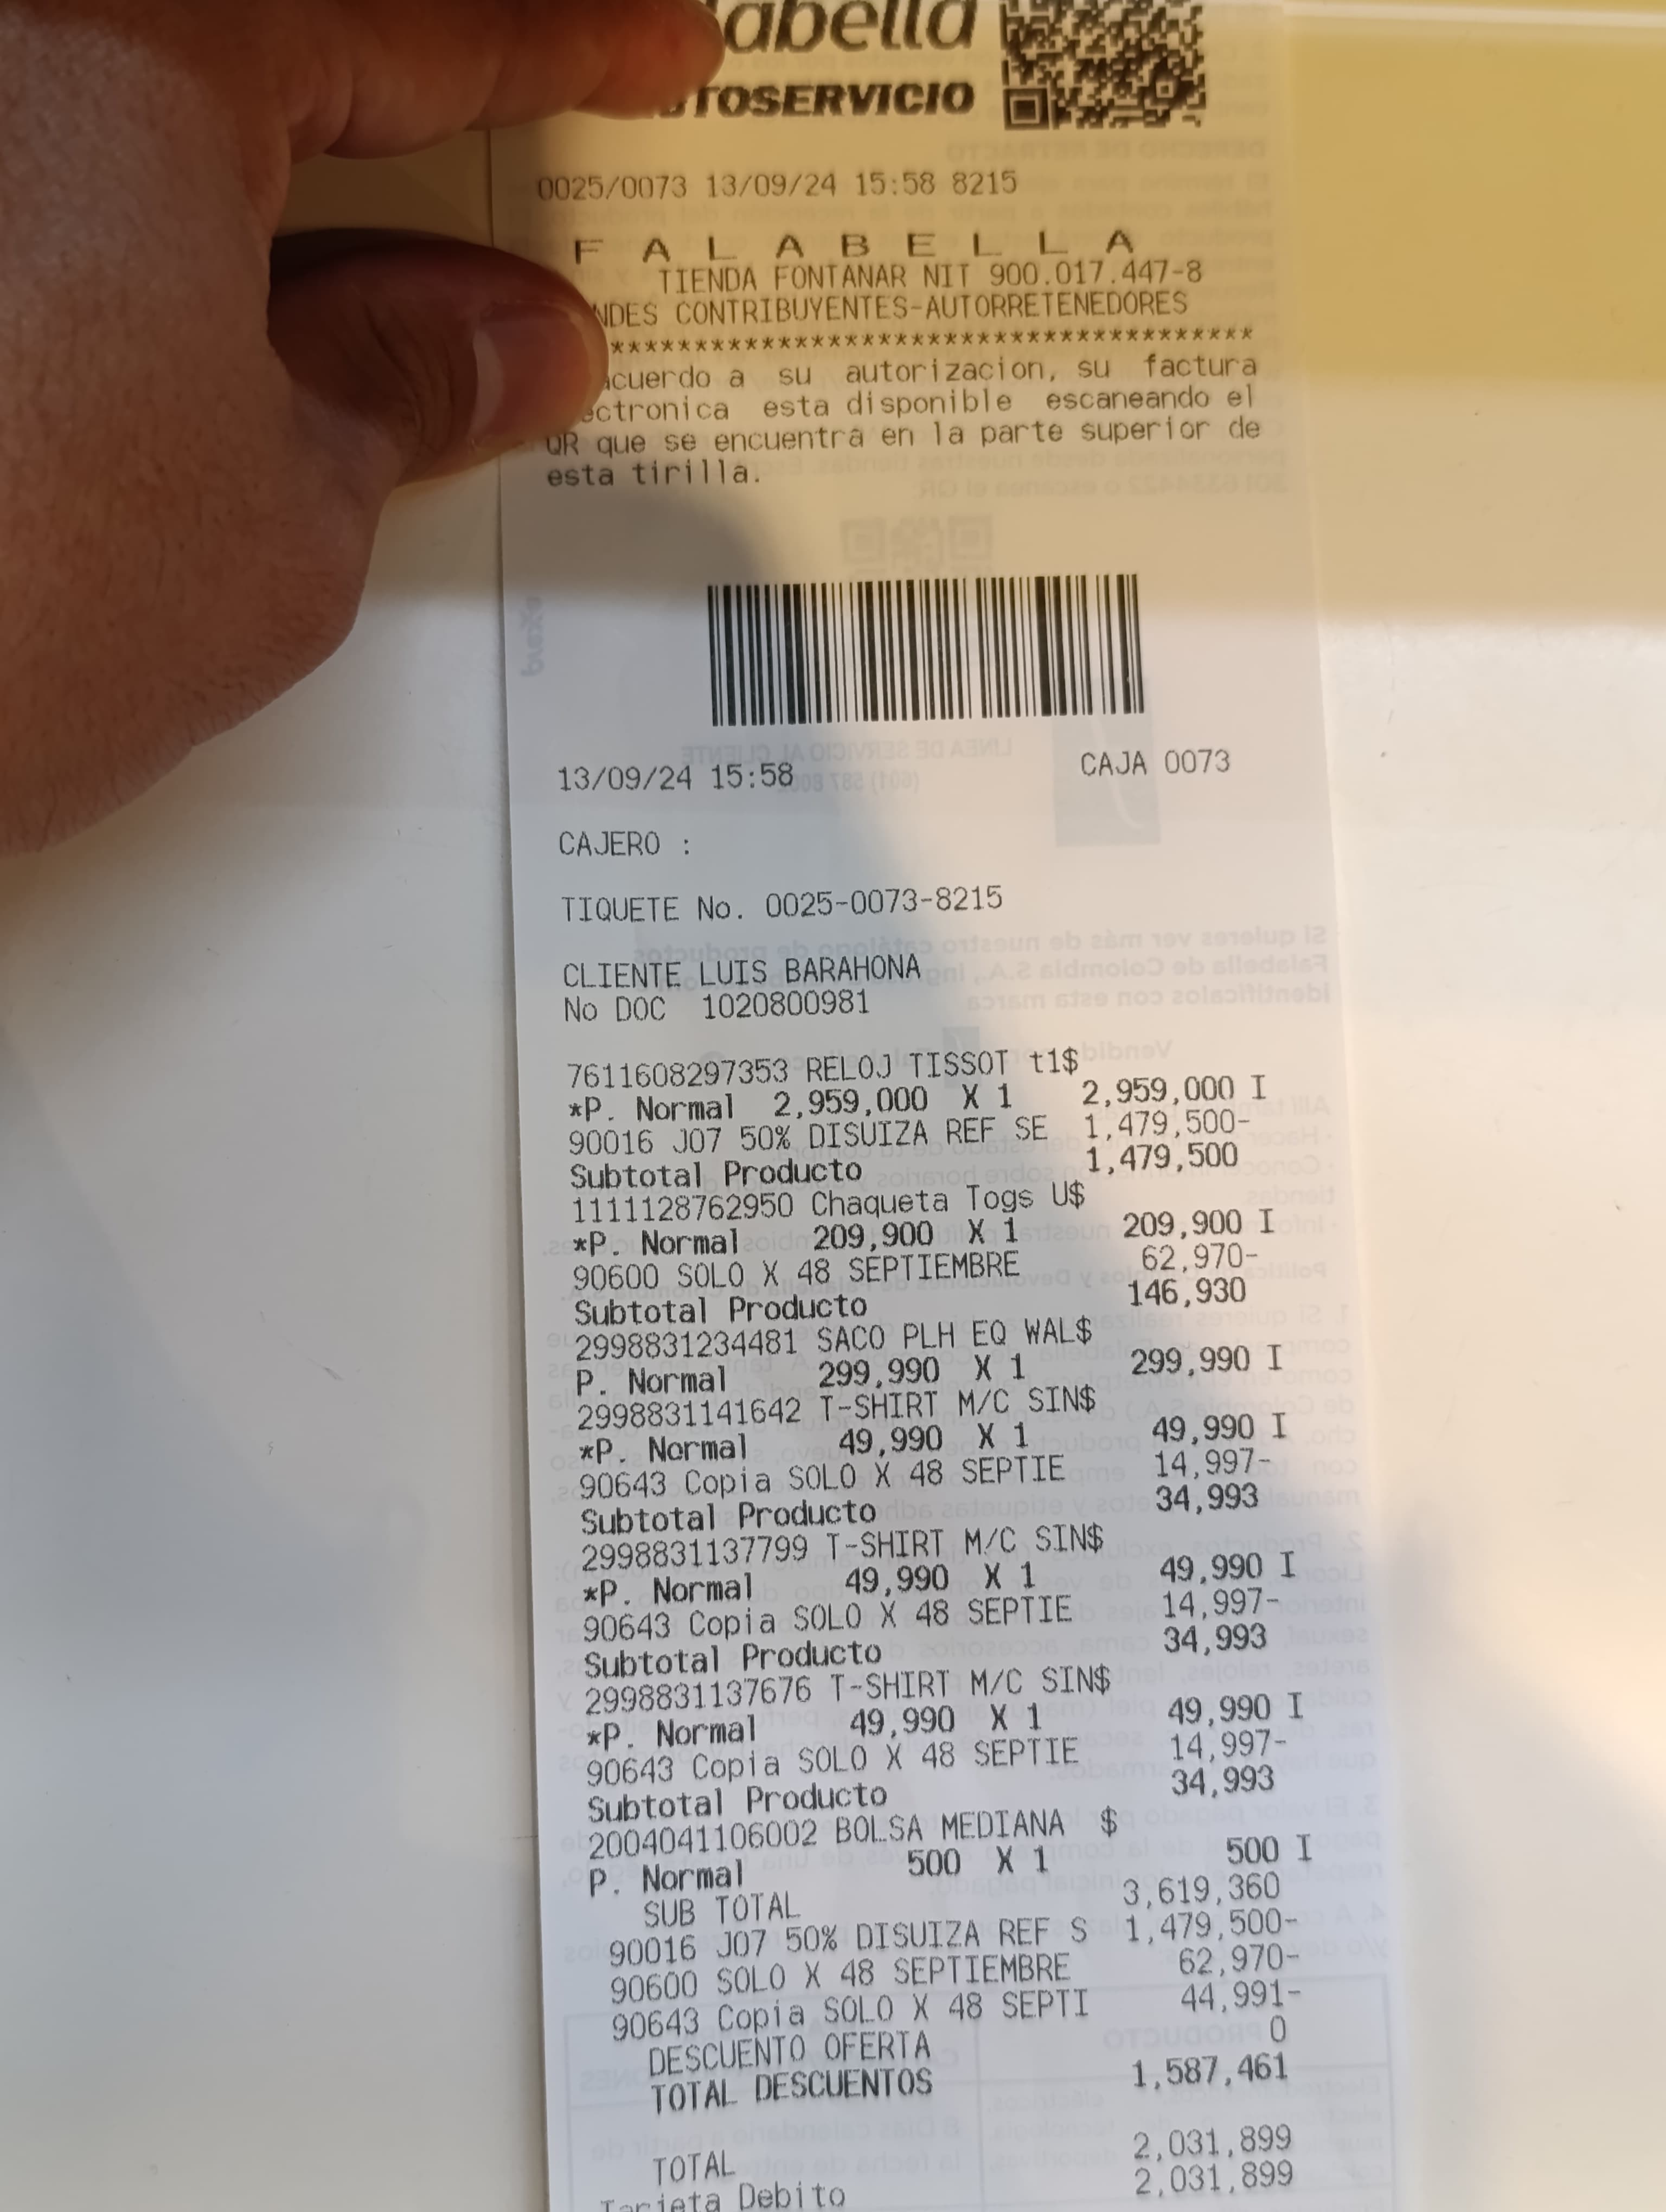 abella
TOSERVICIO
0025/0073 13/09/24 15:58 8215
F A L A B E L L A
TIENDA FONTANAR NIT 900.017.447-8
NDES CONTRIBUYENTES-AUTORRETENEDORES
**************************************
acuerdo a su autorizacion, su factura
ectronica esta disponible escaneando el
QR que se encuentra en la parte superior de
esta tirilla.
13/09/24 15:58 CAJA 0073
CAJERO :
TIQUETE No. 0025-0073-8215
CLIENTE LUIS BARAHONA
No DOC 1020800981
7611608297353 RELOJ TISSOT t1$
*P. Normal 2,959,000 X 1 2,959,000 I
90016 J07 50% DISUIZA REF SE 1,479,500-
Subtotal Producto 1,479,500
1111128762950 Chaqueta Togs U$
*P. Normal 209,900 X 1 209,900 I
90600 SOLO X 48 SEPTIEMBRE 62,970-
Subtotal Producto 146,930
2998831234481 SACO PLH EQ WAL$
P. Normal 299,990 X 1 299,990 I
2998831141642 T-SHIRT M/C SIN$
*P. Normal 49,990 X 1 49,990 I
90643 Copia SOLO X 48 SEPTIE 14,997-
Subtotal Producto 34,993
2998831137799 T-SHIRT M/C SIN$
*P. Normal 49,990 X 1 49,990 I
90643 Copia SOLO X 48 SEPTIE 14,997-
Subtotal Producto 34,993
2998831137676 T-SHIRT M/C SIN$
*P. Normal 49,990 X 1 49,990 I
90643 Copia SOLO X 48 SEPTIE 14,997-
Subtotal Producto 34,993
2004041106002 BOLSA MEDIANA $
P. Normal 500 X 1 500 I
SUB TOTAL 3,619,360
90016 J07 50% DISUIZA REF S 1,479,500-
90600 SOLO X 48 SEPTIEMBRE 62,970-
90643 Copia SOLO X 48 SEPTI 44,991-
DESCUENTO OFERTA 0
TOTAL DESCUENTOS 1,587,461
TOTAL 2,031,899
Tarjeta Debito 2,031,899